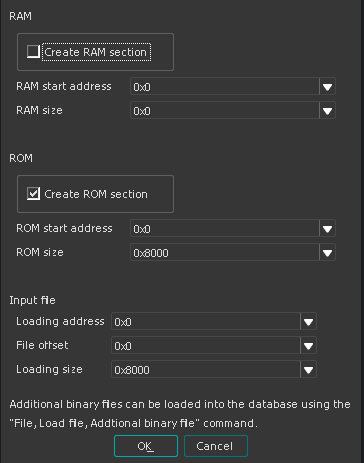 RAM
Create RAM section
RAM start address 0x0
RAM size 0x0
ROM
Create ROM section
ROM start address 0x0
ROM size 0x8000
Input file
Loading address 0x0
File offset 0x0
Loading size 0x8000
Additional binary files can be loaded into the database using the
"File, Load file, Addtional binary file" command.
OK Cancel